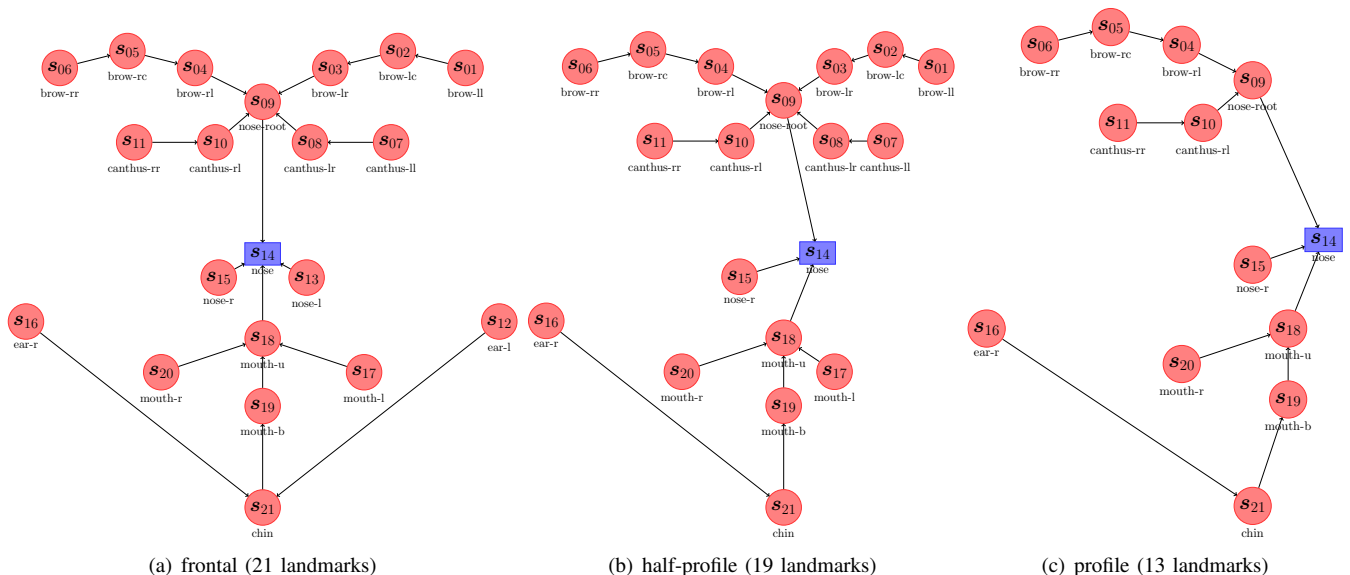 s06
brow-rr
s05
brow-rc
s04
brow-rl
s03
brow-lr
s02
brow-lc
s01
brow-ll
s09
nose-root
s11
canthus-rr
s10
canthus-rl
s08
canthus-lr
s07
canthus-ll
s14
nose
s15
nose-r
s13
nose-l
s16
ear-r
s12
ear-l
s18
mouth-u
s20
mouth-r
s17
mouth-l
s19
mouth-b
s21
chin
(a) frontal (21 landmarks)
s06
brow-rr
s05
brow-rc
s04
brow-rl
s03
brow-lr
s02
brow-lc
s01
brow-ll
s09
nose-root
s11
canthus-rr
s10
canthus-rl
s08
canthus-lr
s07
canthus-ll
s14
nose
s15
nose-r
s16
ear-r
s18
mouth-u
s20
mouth-r
s17
mouth-l
s19
mouth-b
s21
chin
(b) half-profile (19 landmarks)
s06
brow-rr
s05
brow-rc
s04
brow-rl
s09
nose-root
s11
canthus-rr
s10
canthus-rl
s14
nose
s15
nose-r
s16
ear-r
s18
mouth-u
s20
mouth-r
s19
mouth-b
s21
chin
(c) profile (13 landmarks)